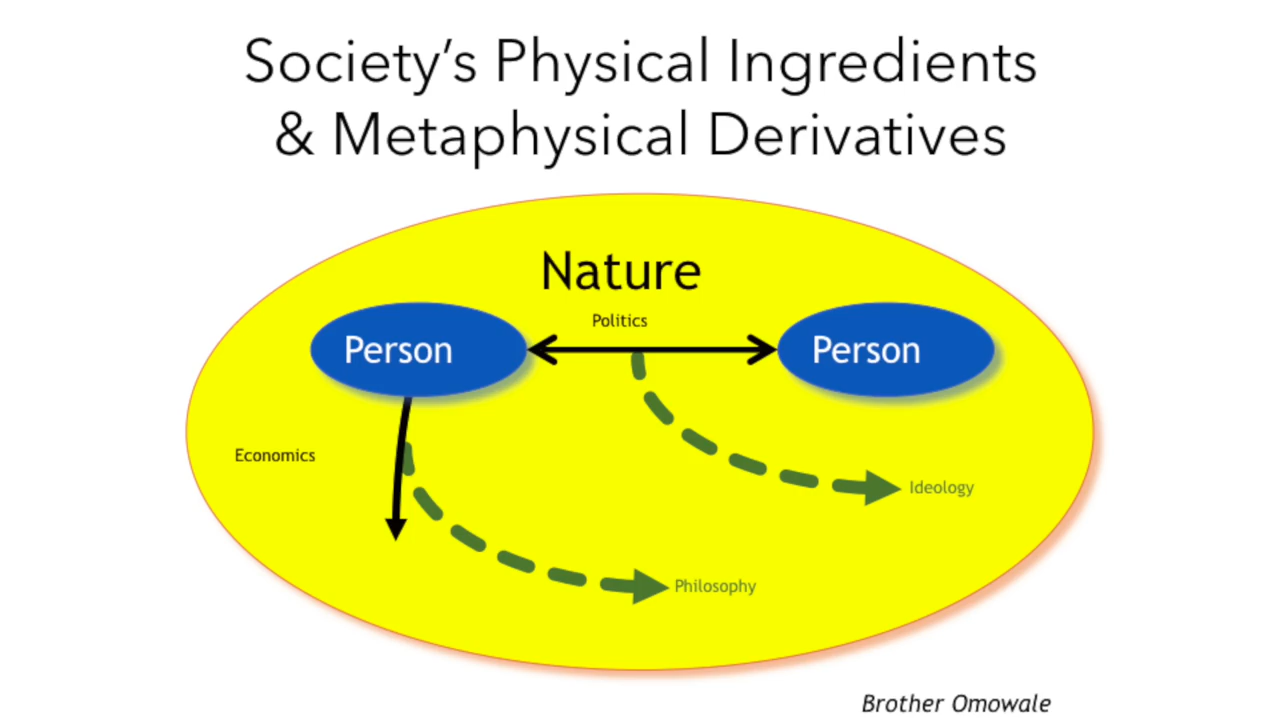 Society’s Physical Ingredients
& Metaphysical Derivatives
Nature
Politics
Person
Person
Economics
Ideology
Philosophy
Brother Omowale